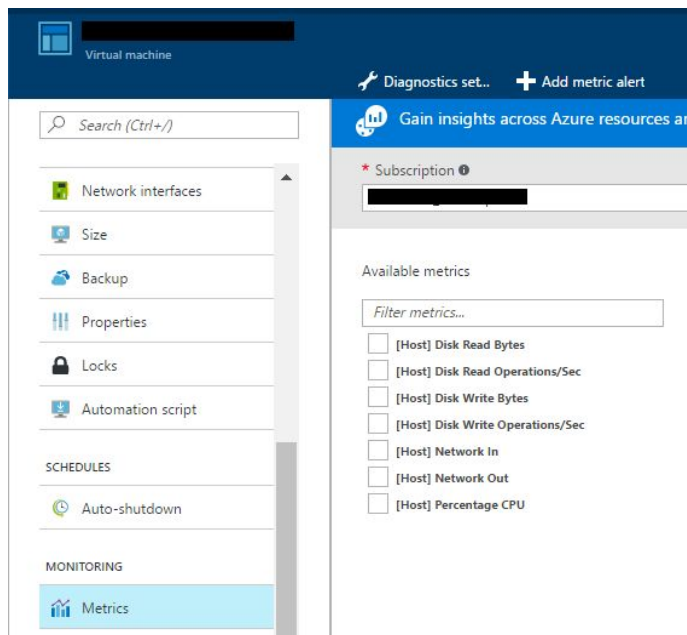 Virtual machine
Diagnostics set...
Add metric alert
Search (Ctrl+/)
Network interfaces
Size
Backup
Properties
Locks
Automation script
SCHEDULES
Auto-shutdown
MONITORING
Metrics
Gain insights across Azure resources
* Subscription
Available metrics
Filter metrics...
[Host] Disk Read Bytes
[Host] Disk Read Operations/Sec
[Host] Disk Write Bytes
[Host] Disk Write Operations/Sec
[Host] Network In
[Host] Network Out
[Host] Percentage CPU